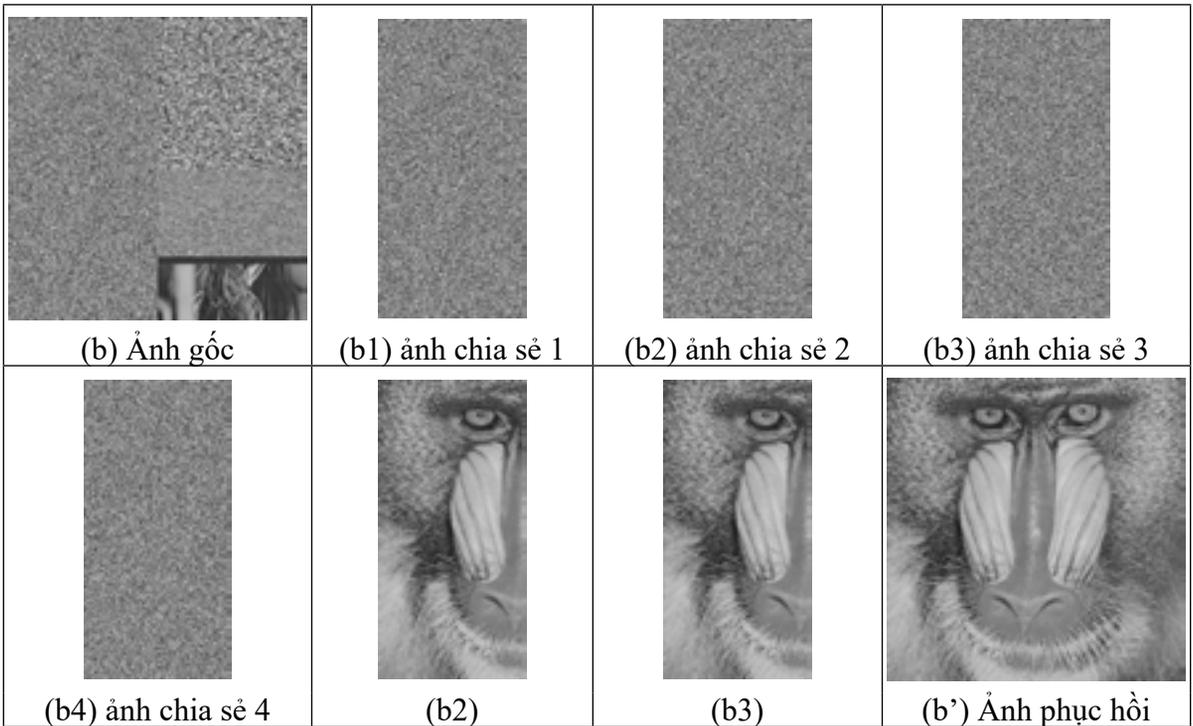 (b) Ảnh gốc
(b1) ảnh chia sẻ 1
(b2) ảnh chia sẻ 2
(b3) ảnh chia sẻ 3
(b4) ảnh chia sẻ 4
(b2)
(b3)
(b’) Ảnh phục hồi